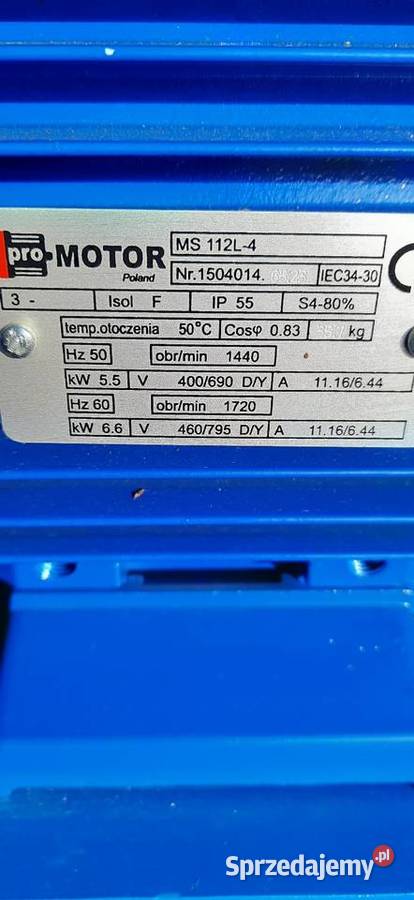 pro MOTOR
Poland
MS 112L-4
Nr.1504014. IEC34-30
3 - Isol F IP 55 S4-80%
temp.otoczenia 50°C Cosφ 0.83 kg
Hz 50 obr/min 1440
kW 5.5 V 400/690 D/Y A 11.16/6.44
Hz 60 obr/min 1720
kW 6.6 V 460/795 D/Y A 11.16/6.44
Sprzedajemy.pl